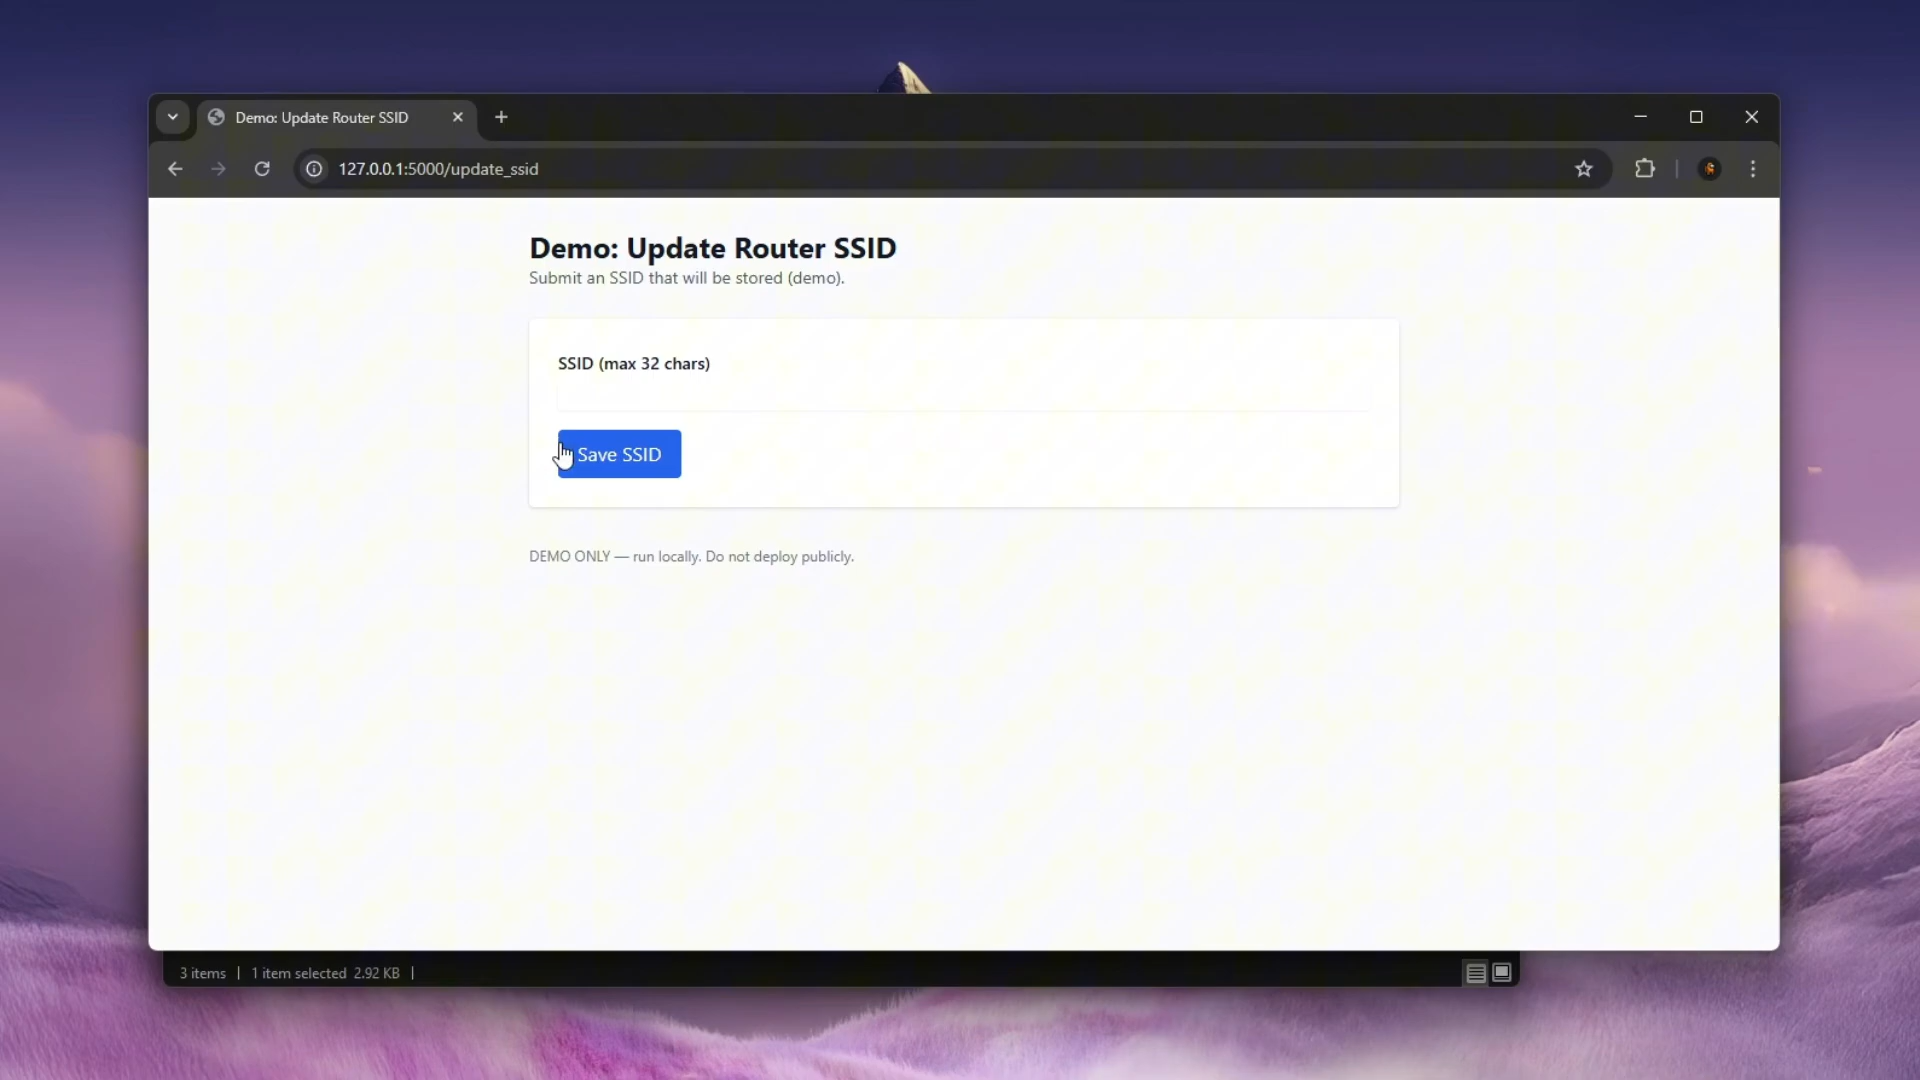 Demo: Update Router SSID
127.0.0.1:5000/update_ssid
Demo: Update Router SSID
Submit an SSID that will be stored (demo).
SSID (max 32 chars)
Save SSID
DEMO ONLY — run locally. Do not deploy publicly.
3 items | 1 item selected 2.92 KB |